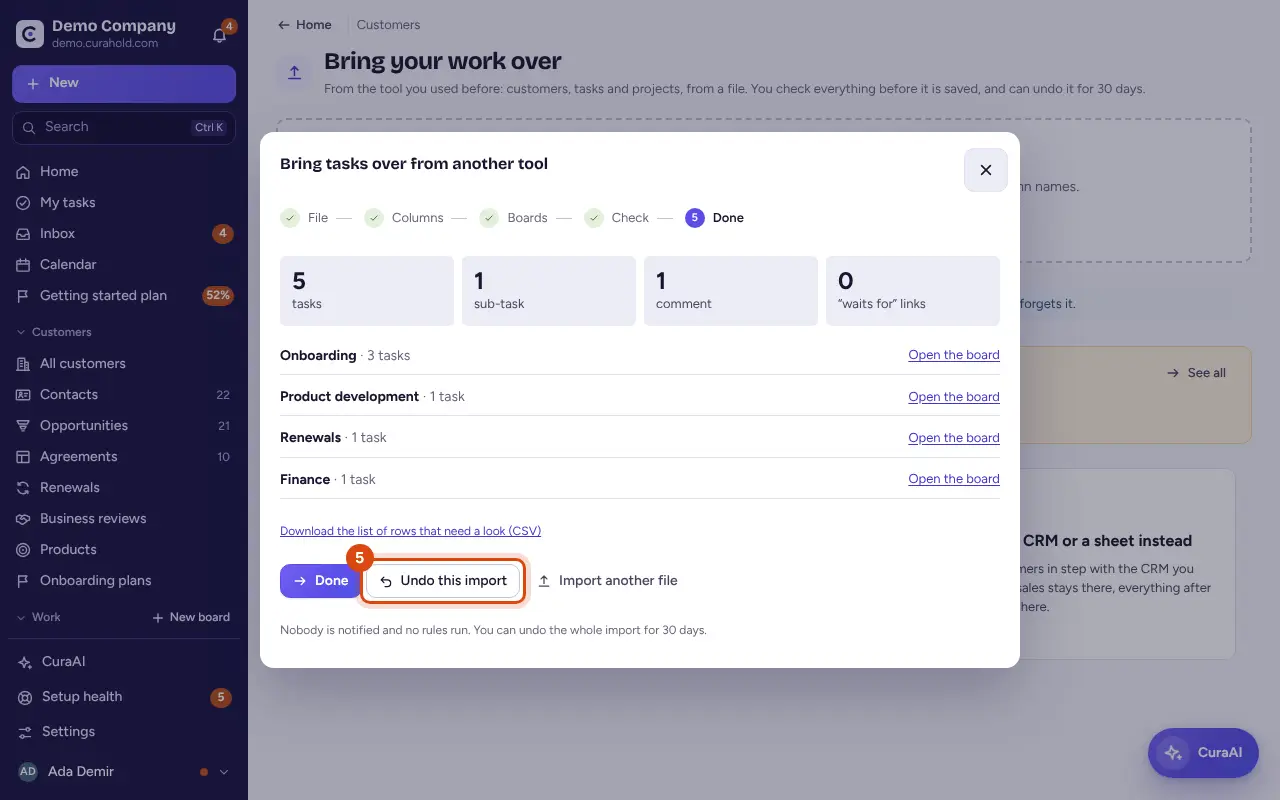 Demo Company
demo.curahold.com
4
New
Search
Ctrl K
Home
My tasks
Inbox
4
Calendar
Getting started plan
52%
Customers
All customers
Contacts
22
Opportunities
21
Agreements
10
Renewals
Business reviews
Products
Onboarding plans
Work
New board
CuraAI
Setup health
5
Settings
AD
Ada Demir
Home
Customers
Bring your work over
From the tool you used before: customers, tasks and projects, from a file. You check everything before it is saved, and can undo it for 30 days.
Bring tasks over from another tool
File
Columns
Boards
Check
5
Done
5
tasks
1
sub-task
1
comment
0
“waits for” links
Onboarding · 3 tasks
Open the board
Product development · 1 task
Open the board
Renewals · 1 task
Open the board
Finance · 1 task
Open the board
Download the list of rows that need a look (CSV)
5
Done
Undo this import
Import another file
Nobody is notified and no rules run. You can undo the whole import for 30 days.
names.
forgets it.
See all
CRM or a sheet instead
in step with the CRM you
stays there, everything after
here.
CuraAI